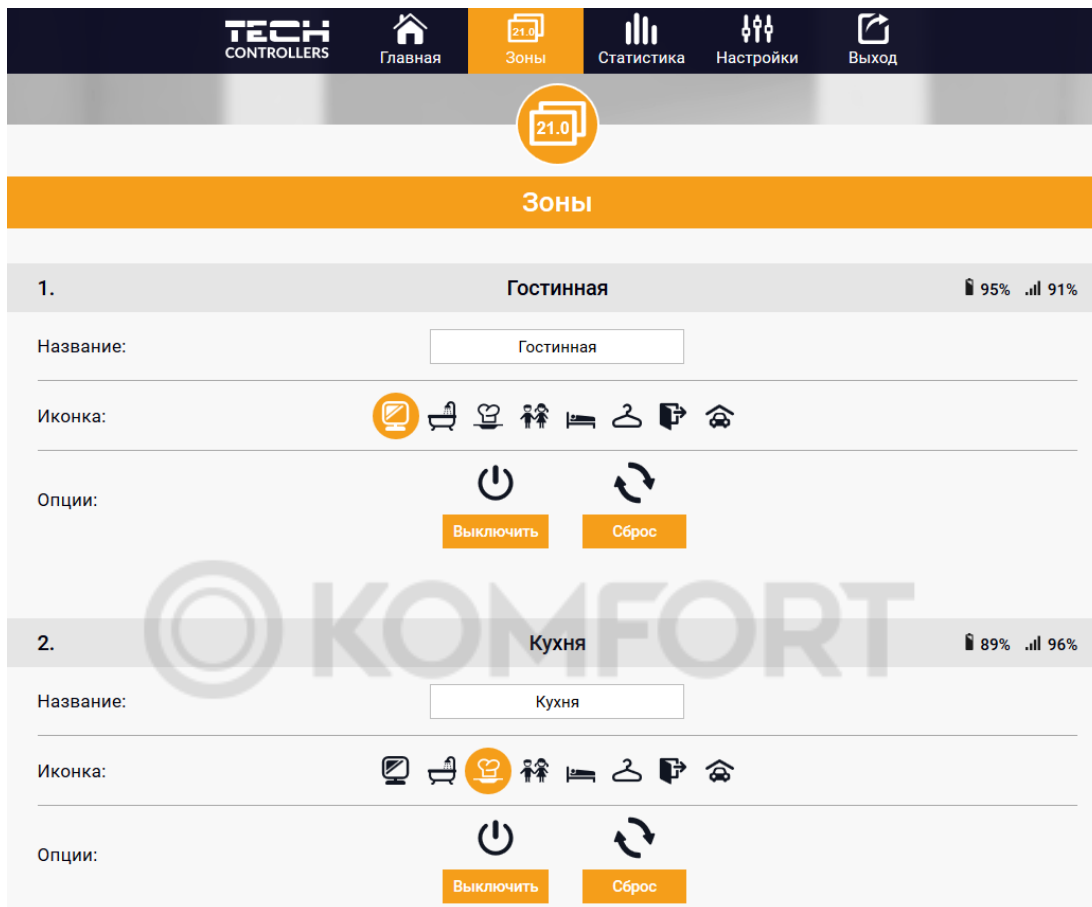 TECH
CONTROLLERS
Главная
21.0
Зоны
Статистика
Настройки
Выход
21.0
Зоны
1. Гостинная 95% 91%
Название: Гостинная
Иконка:
Опции:
Выключить Сброс
KOMFORT
2. Кухня 89% 96%
Название: Кухня
Иконка:
Опции:
Выключить Сброс